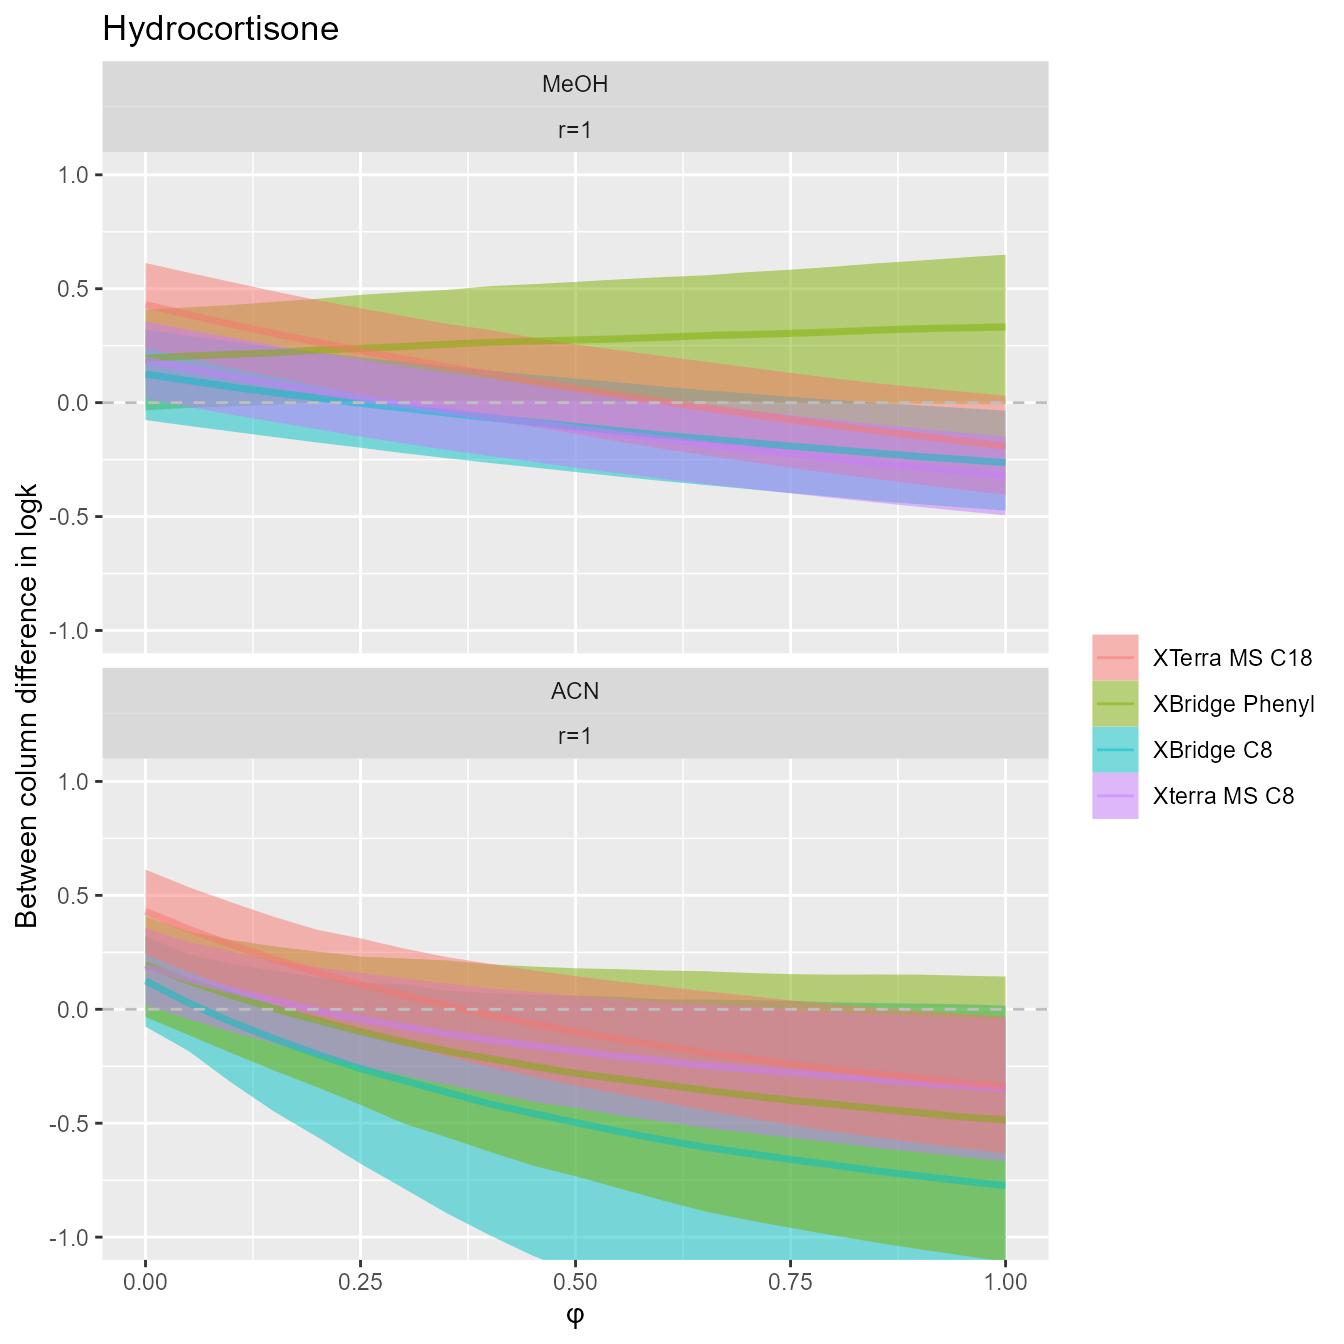 Hydrocortisone
MeOH
r=1
1.0
0.5
0.0
-0.5
-1.0
Between column difference in logk
ACN
r=1
1.0
0.5
0.0
-0.5
-1.0
0.00 0.25 0.50 0.75 1.00
φ
XTerra MS C18
XBridge Phenyl
XBridge C8
Xterra MS C8